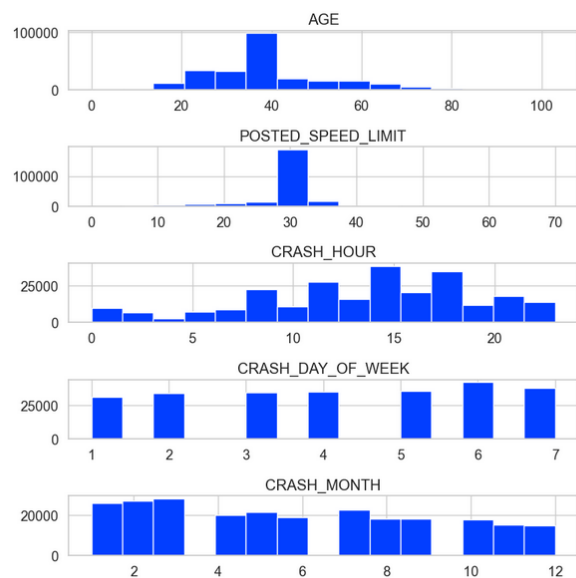 AGE
100000
0
0 20 40 60 80 100
POSTED_SPEED_LIMIT
100000
0
0 10 20 30 40 50 60 70
CRASH_HOUR
25000
0
0 5 10 15 20
CRASH_DAY_OF_WEEK
25000
0
1 2 3 4 5 6 7
CRASH_MONTH
20000
0
2 4 6 8 10 12